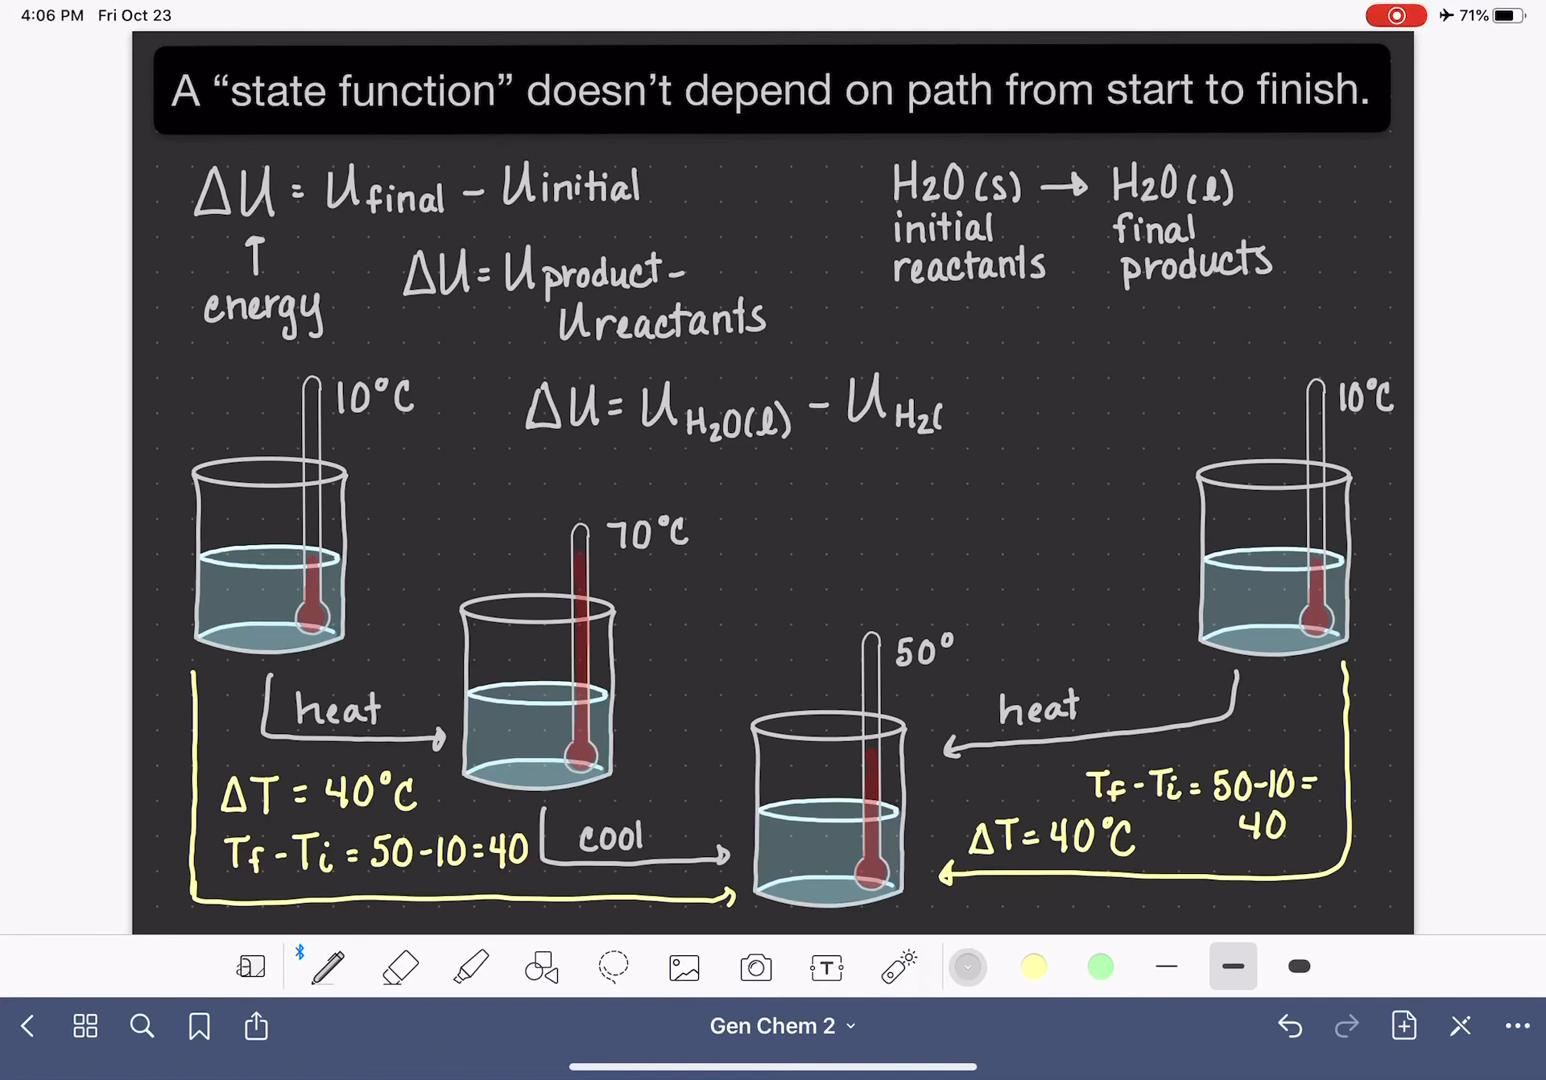 4:06 PM Fri Oct 23
71%
A “state function” doesn’t depend on path from start to finish.
ΔU = Ufinal - Uinitial
↑
energy
ΔU = Uproduct -
Ureactants
H2O(s) → H2O(l)
initial final
reactants products
ΔU = UH2O(l) - UH2(
10°C
10°C
70°C
50°
heat
heat
ΔT = 40°C
Tf - Ti = 50 - 10 = 40
cool
Tf - Ti = 50 - 10 =
40
ΔT = 40°C
T
Gen Chem 2